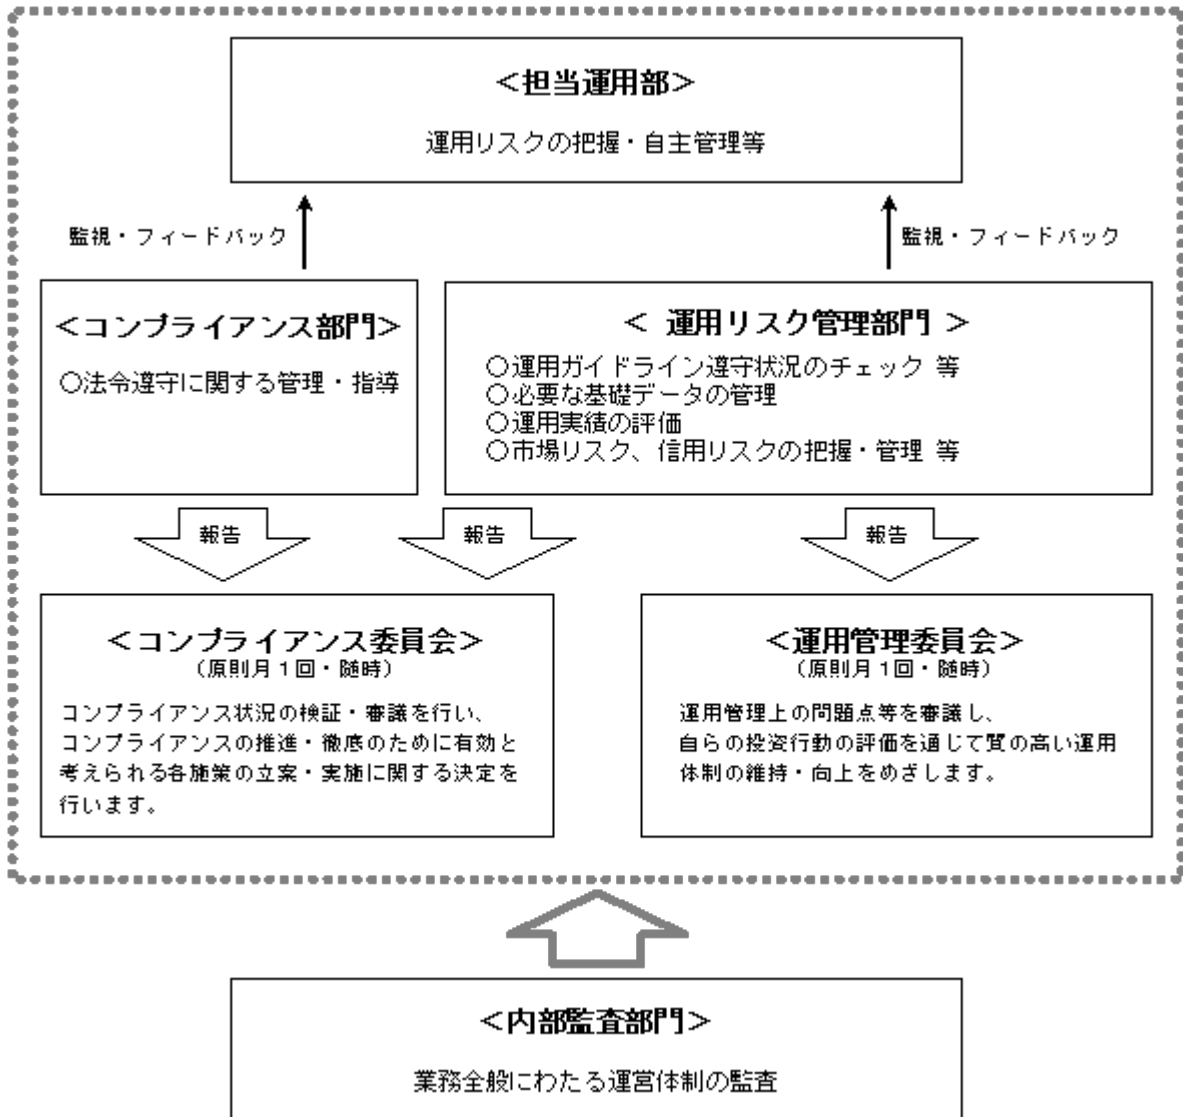 ＜担当運用部＞
運用リスクの把握・自主管理等
監視・フィードバック
監視・フィードバック
＜コンプライアンス部門＞
○法令遵守に関する管理・指導
＜ 運用リスク管理部門 ＞
○運用ガイドライン遵守状況のチェック 等
○必要な基礎データの管理
○運用実績の評価
○市場リスク、信用リスクの把握・管理 等
報告
報告
報告
＜コンプライアンス委員会＞
（原則月１回・随時）
コンプライアンス状況の検証・審議を行い、
コンプライアンスの推進・徹底のために有効と
考えられる各施策の立案・実施に関する決定を
行います。
＜運用管理委員会＞
（原則月１回・随時）
運用管理上の問題点等を審議し、
自らの投資行動の評価を通じて質の高い運用
体制の維持・向上をめざします。
＜内部監査部門＞
業務全般にわたる運営体制の監査